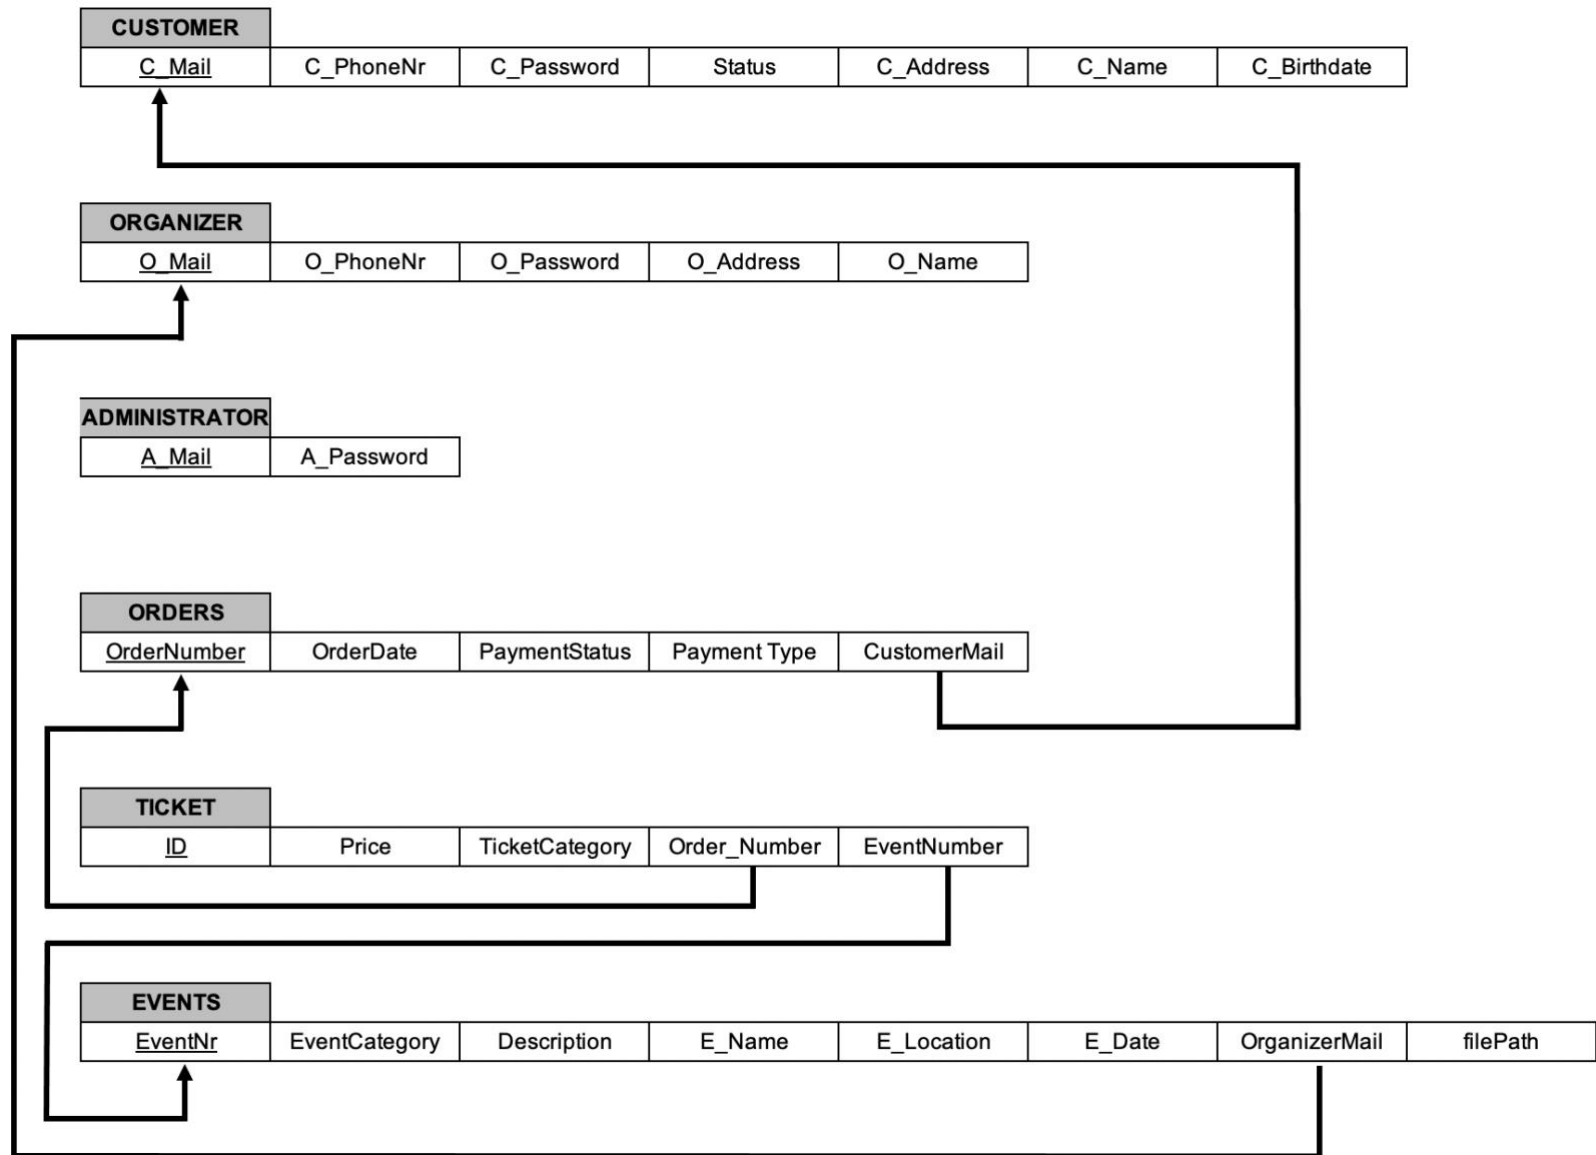 CUSTOMER
C_Mail C_PhoneNr C_Password Status C_Address C_Name C_Birthdate
ORGANIZER
O_Mail O_PhoneNr O_Password O_Address O_Name
ADMINISTRATOR
A_Mail A_Password
ORDERS
OrderNumber OrderDate PaymentStatus Payment Type CustomerMail
TICKET
ID Price TicketCategory Order_Number EventNumber
EVENTS
EventNr EventCategory Description E_Name E_Location E_Date OrganizerMail filePath